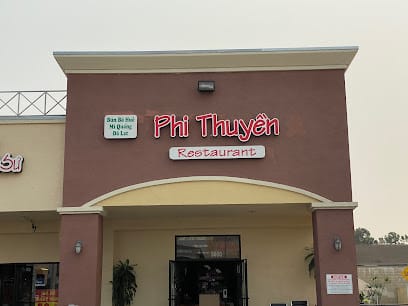 Bún Bò Huế
Mì Quảng
Đà Lạt
Phi Thuyền
Restaurant